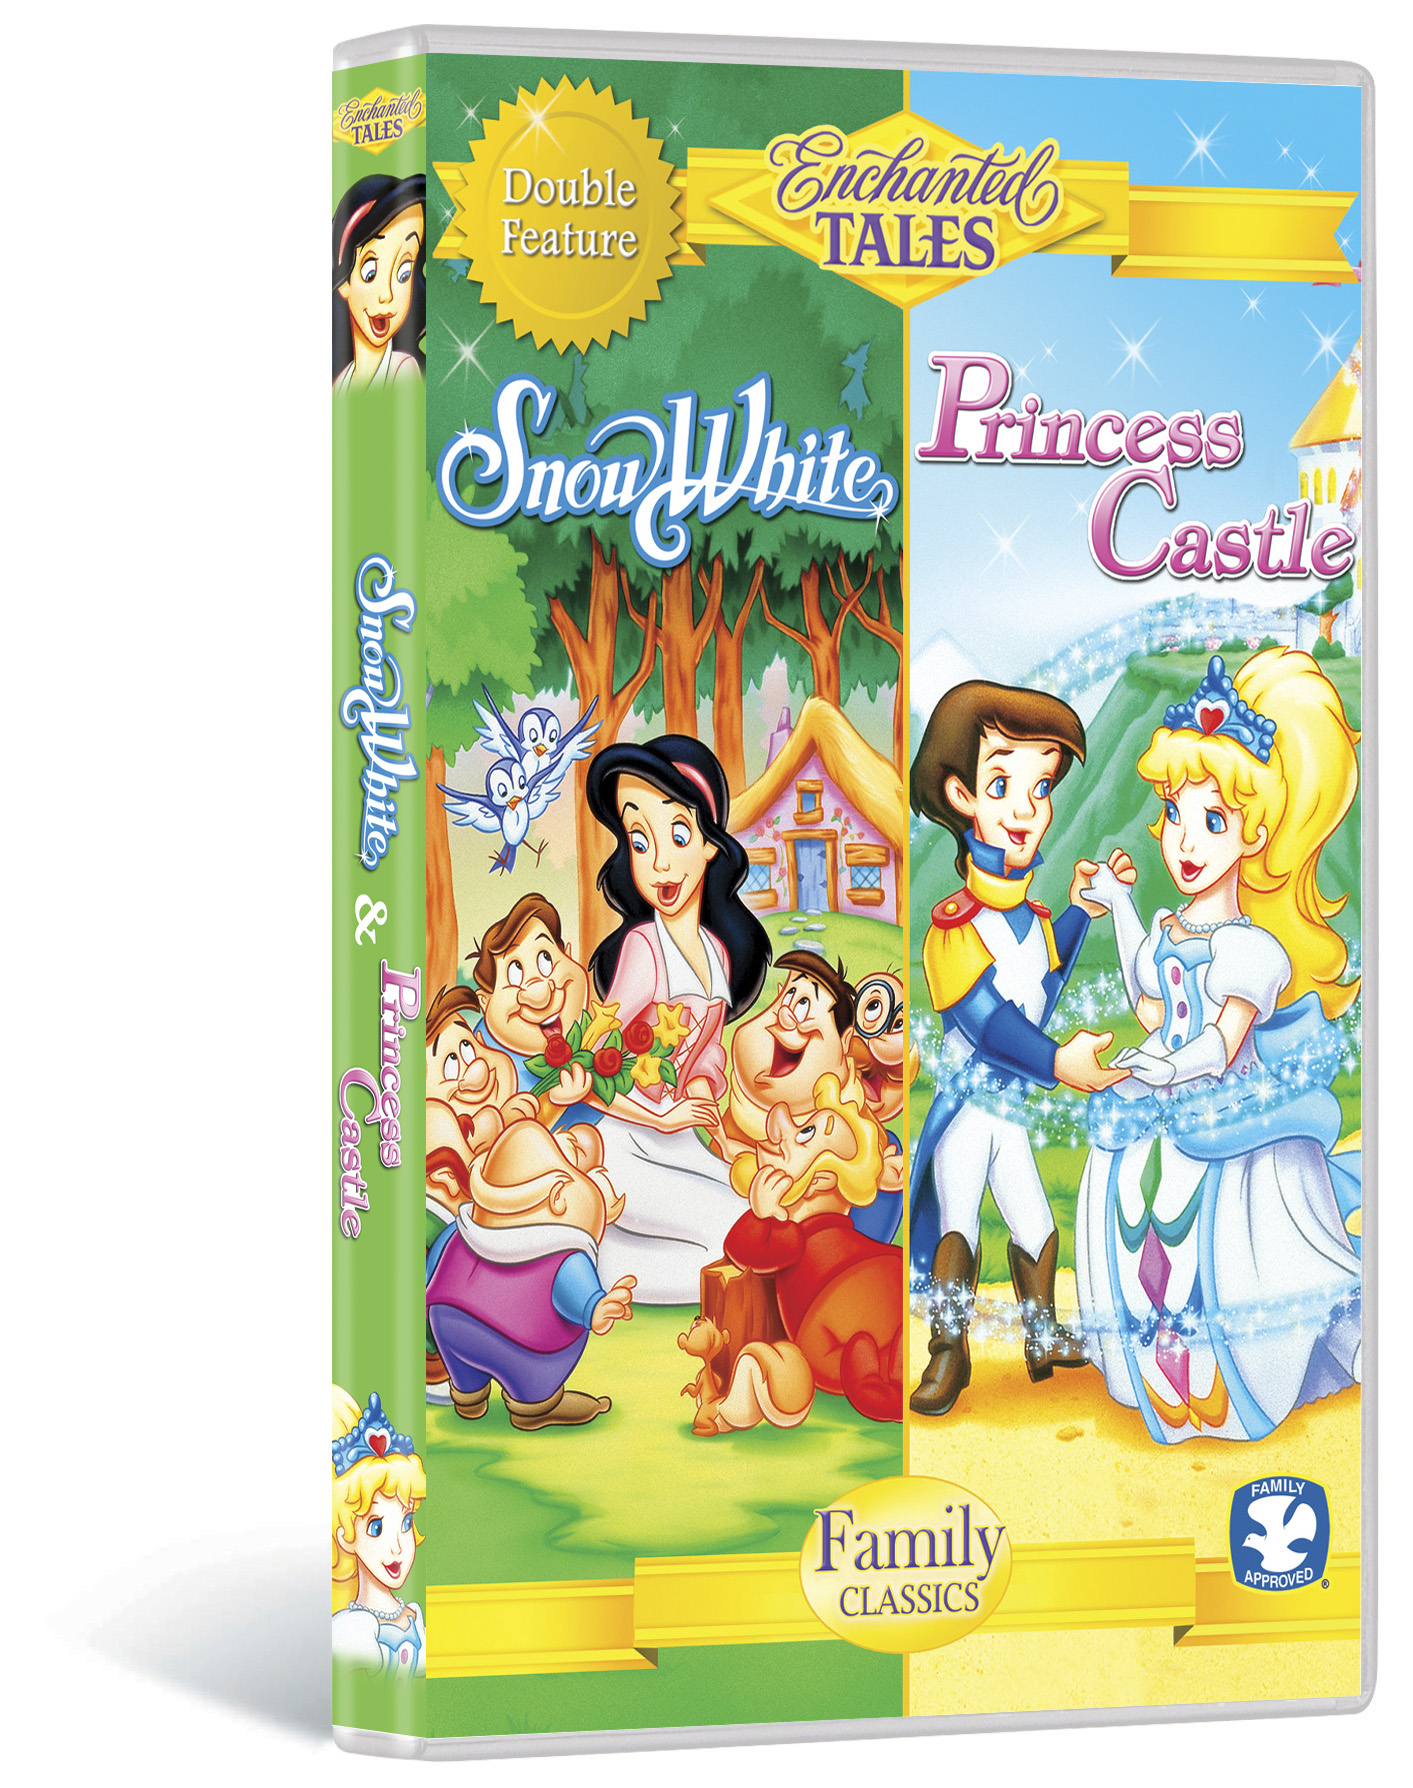 Enchanted
TALES
Snow White
&
Princess
Castle
Double
Feature
Enchanted
TALES
Snow White
Princess
Castle
Family
CLASSICS
FAMILY
APPROVED
®